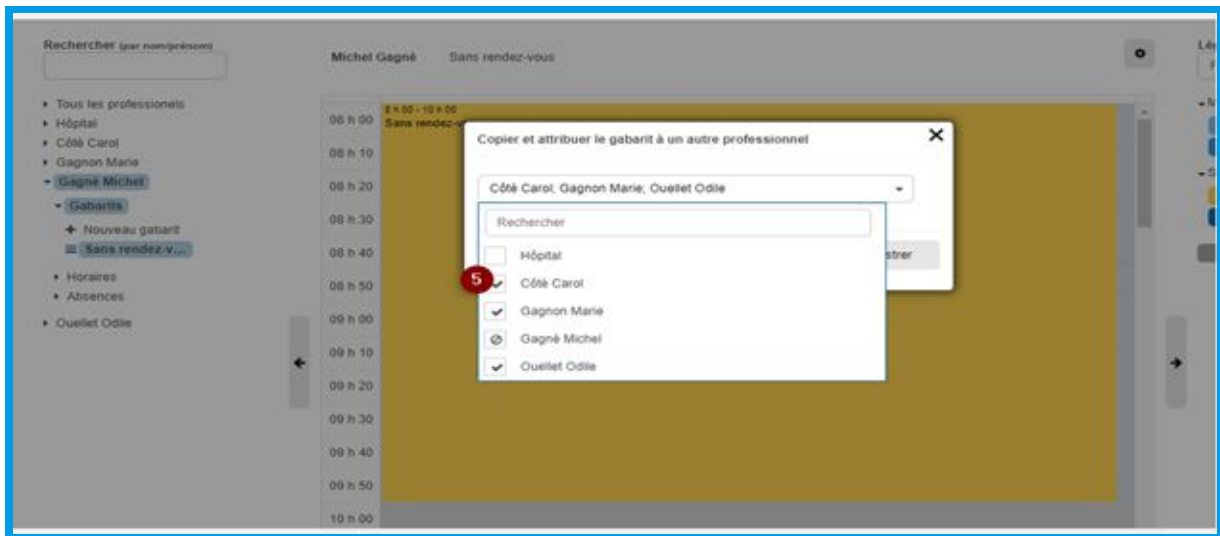 Rechercher (par nom/prénom)
Tous les professionels
Hôpital
Côté Carol
Gagnon Marie
Gagné Michel
Gabarits
Nouveau gabarit
Sans rendez-v...
Horaires
Absences
Ouellet Odile
Michel Gagné Sans rendez-vous
8 h 00 - 10 h 00
Sans rendez-v
08 h 00
08 h 10
08 h 20
08 h 30
08 h 40
08 h 50
09 h 00
09 h 10
09 h 20
09 h 30
09 h 40
09 h 50
10 h 00
Copier et attribuer le gabarit à un autre professionnel
Côté Carol; Gagnon Marie; Ouellet Odile
Rechercher
Hôpital
5
Côté Carol
Gagnon Marie
Gagné Michel
Ouellet Odile
strer